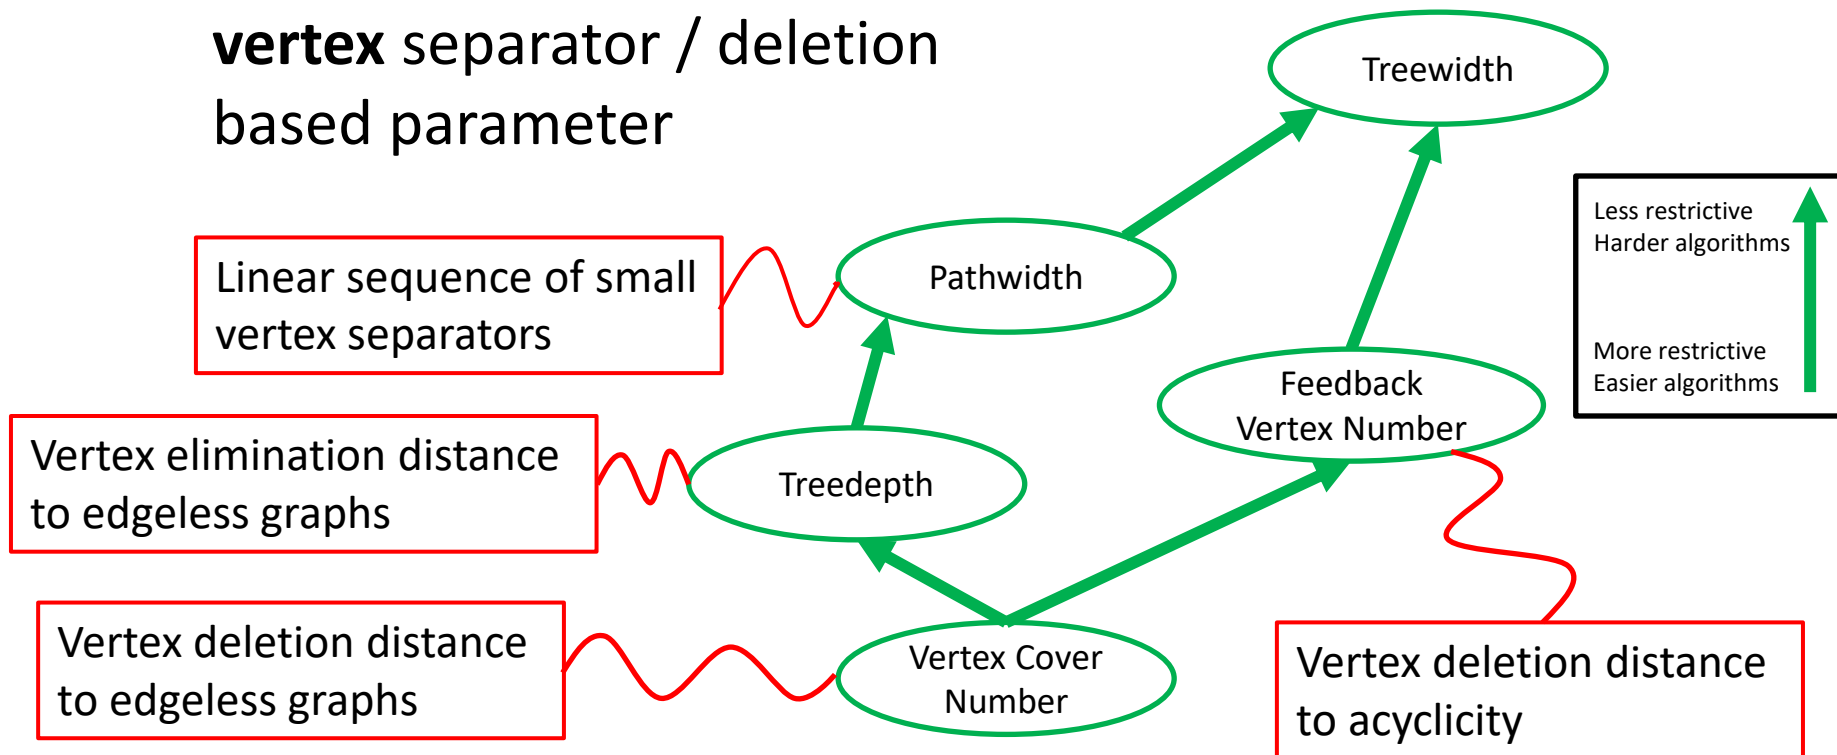 vertex separator / deletion
based parameter
Treewidth
Less restrictive
Harder algorithms
More restrictive
Easier algorithms
Linear sequence of small
vertex separators
Pathwidth
Feedback
Vertex Number
Vertex elimination distance
to edgeless graphs
Treedepth
Vertex deletion distance
to edgeless graphs
Vertex Cover
Number
Vertex deletion distance
to acyclicity